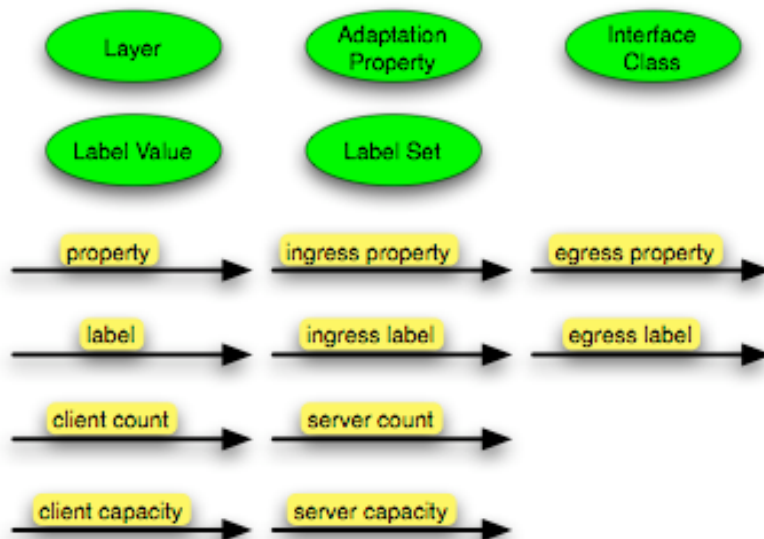 Layer
Adaptation
Property
Interface
Class
Label Value
Label Set
property
ingress property
egress property
label
ingress label
egress label
client count
server count
client capacity
server capacity